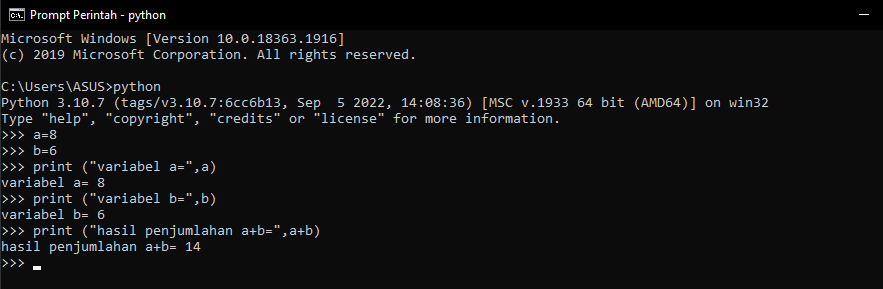 Prompt Perintah - python
Microsoft Windows [Version 10.0.18363.1916]
(c) 2019 Microsoft Corporation. All rights reserved.
C:\Users\ASUS>python
Python 3.10.7 (tags/v3.10.7:6cc6b13, Sep  5 2022, 14:08:36) [MSC v.1933 64 bit (AMD64)] on win32
Type "help", "copyright", "credits" or "license" for more information.
>>> a=8
>>> b=6
>>> print ("variabel a=",a)
variabel a= 8
>>> print ("variabel b=",b)
variabel b= 6
>>> print ("hasil penjumlahan a+b=",a+b)
hasil penjumlahan a+b= 14
>>>